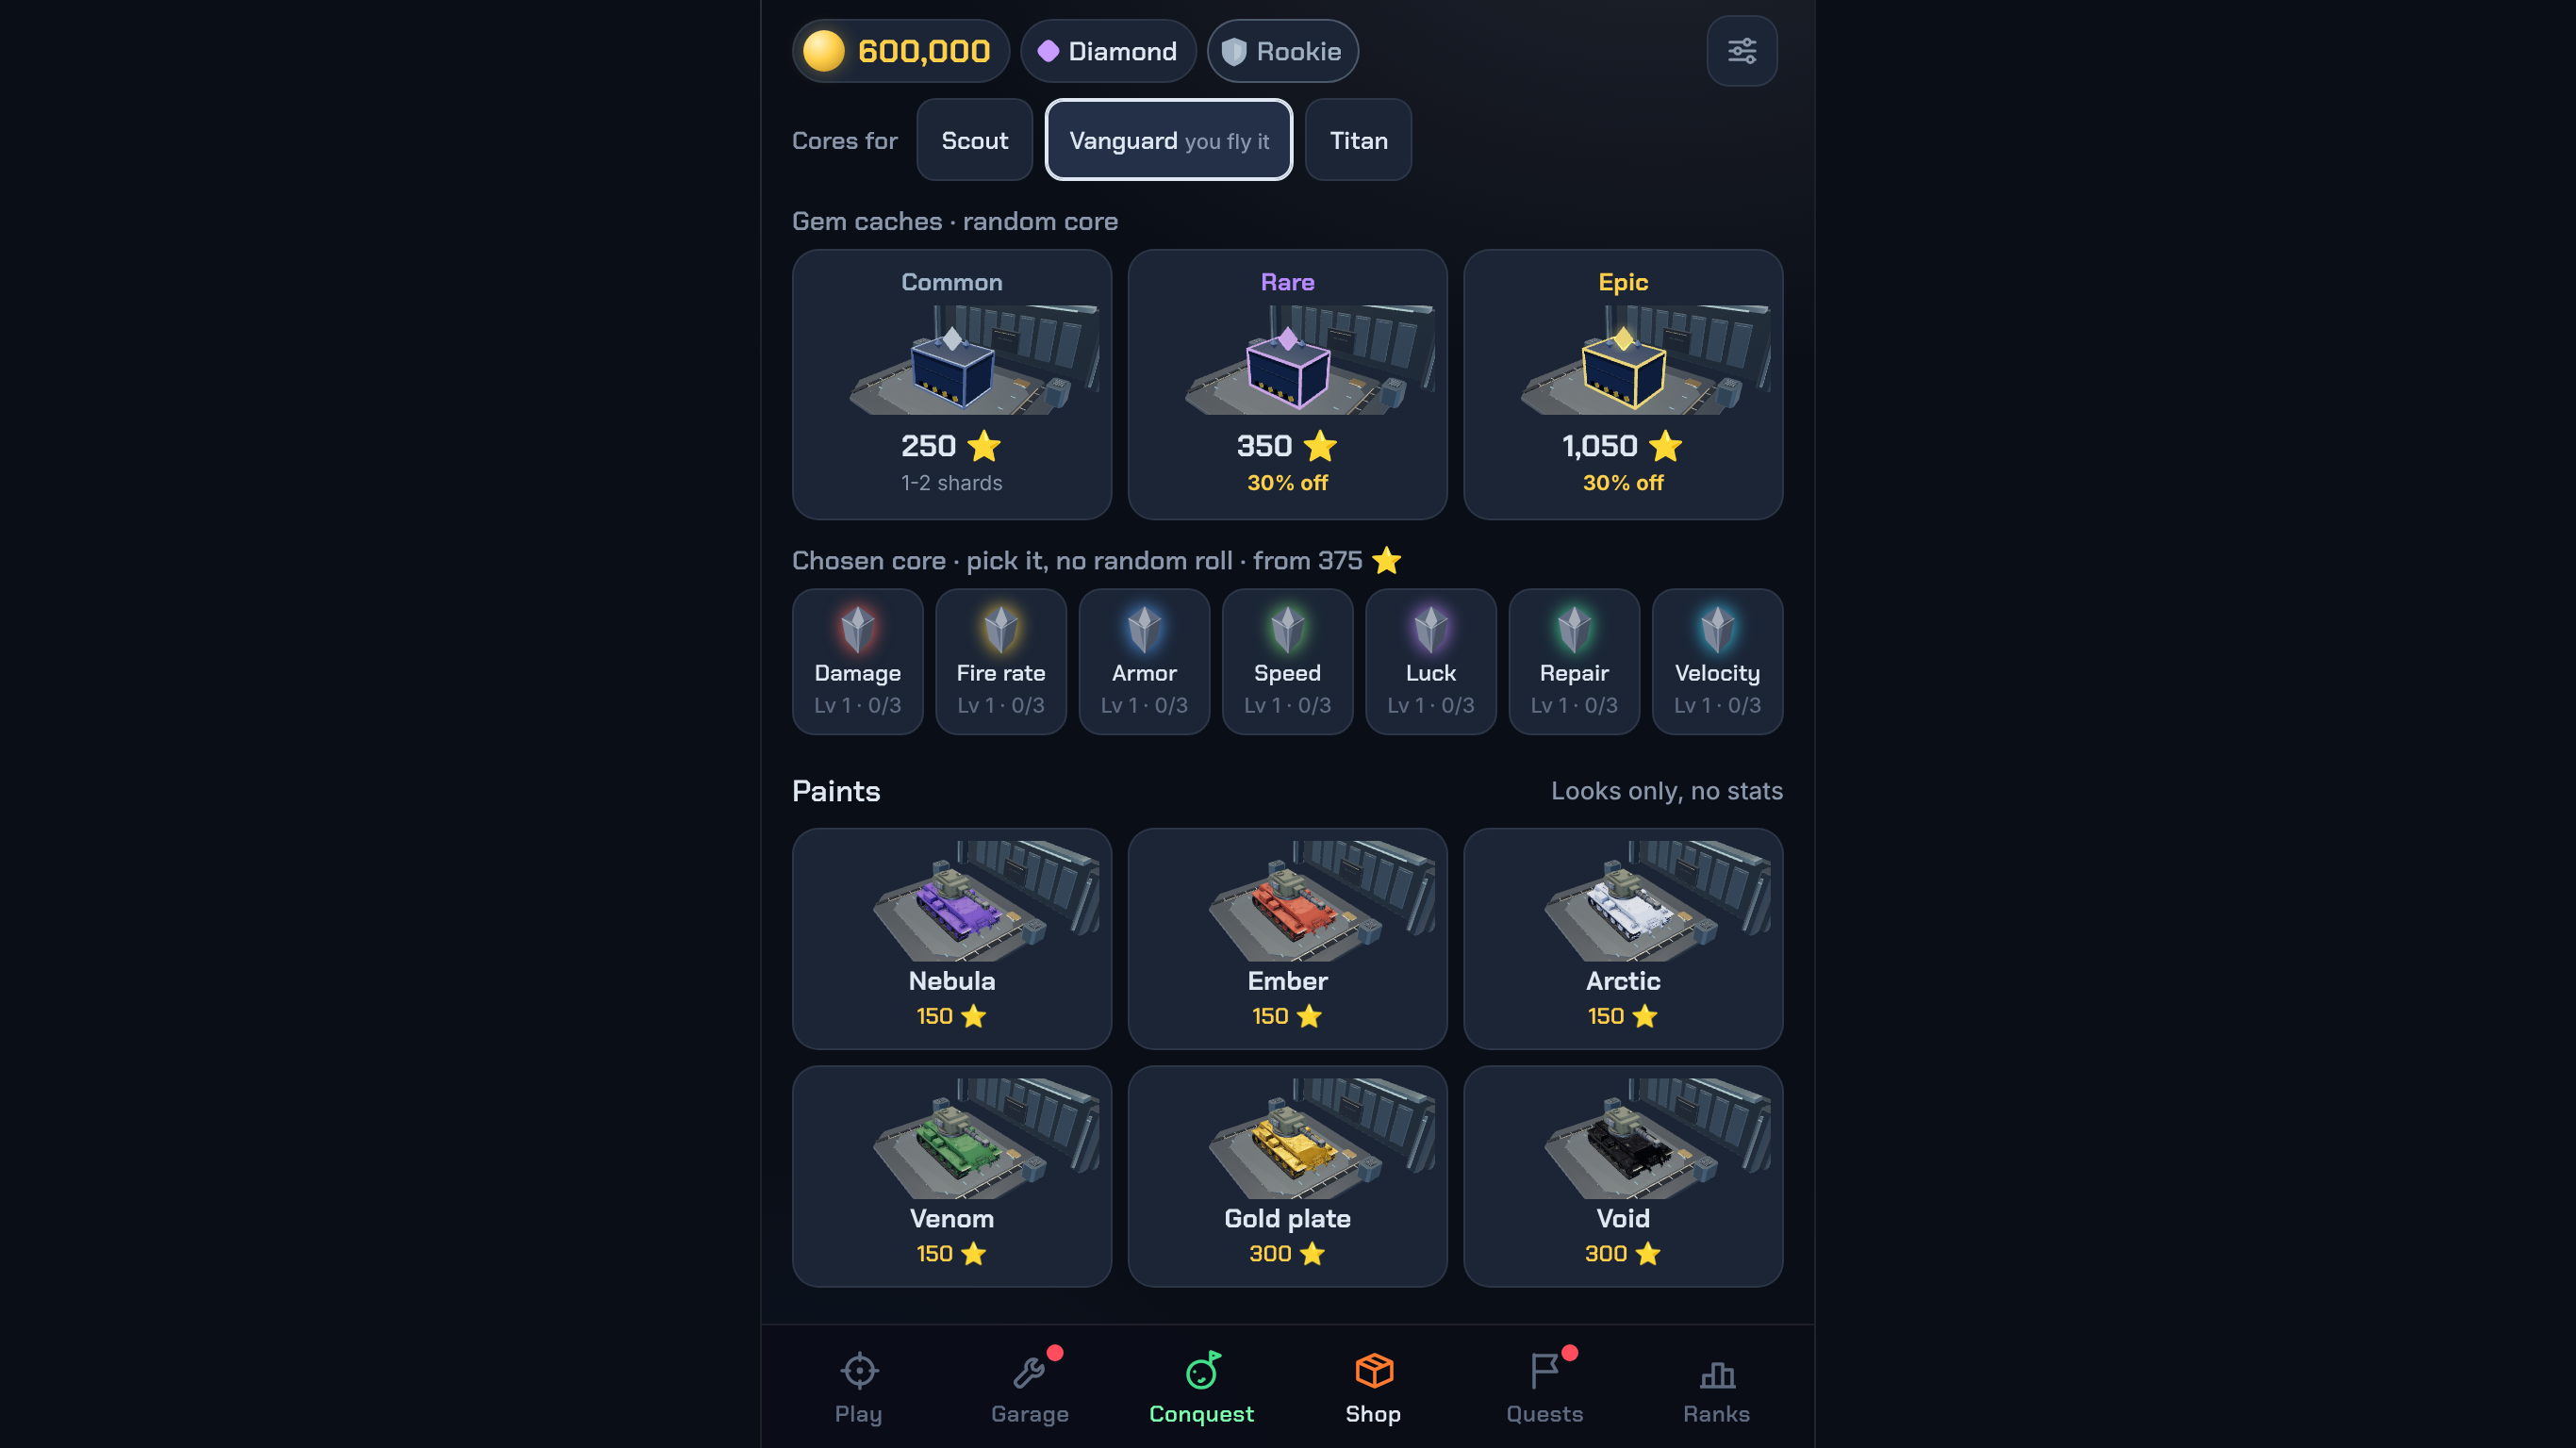 600,000 Diamond Rookie
Cores for Scout Vanguard you fly it Titan
Gem caches · random core
Common Rare Epic
250 ⭐ 350 ⭐ 1,050 ⭐
1-2 shards 30% off 30% off
Chosen core · pick it, no random roll · from 375 ⭐
Damage Fire rate Armor Speed Luck Repair Velocity
Lv 1 · 0/3 Lv 1 · 0/3 Lv 1 · 0/3 Lv 1 · 0/3 Lv 1 · 0/3 Lv 1 · 0/3 Lv 1 · 0/3
Paints Looks only, no stats
Nebula Ember Arctic
150 ⭐ 150 ⭐ 150 ⭐
Venom Gold plate Void
150 ⭐ 300 ⭐ 300 ⭐
Play Garage Conquest Shop Quests Ranks